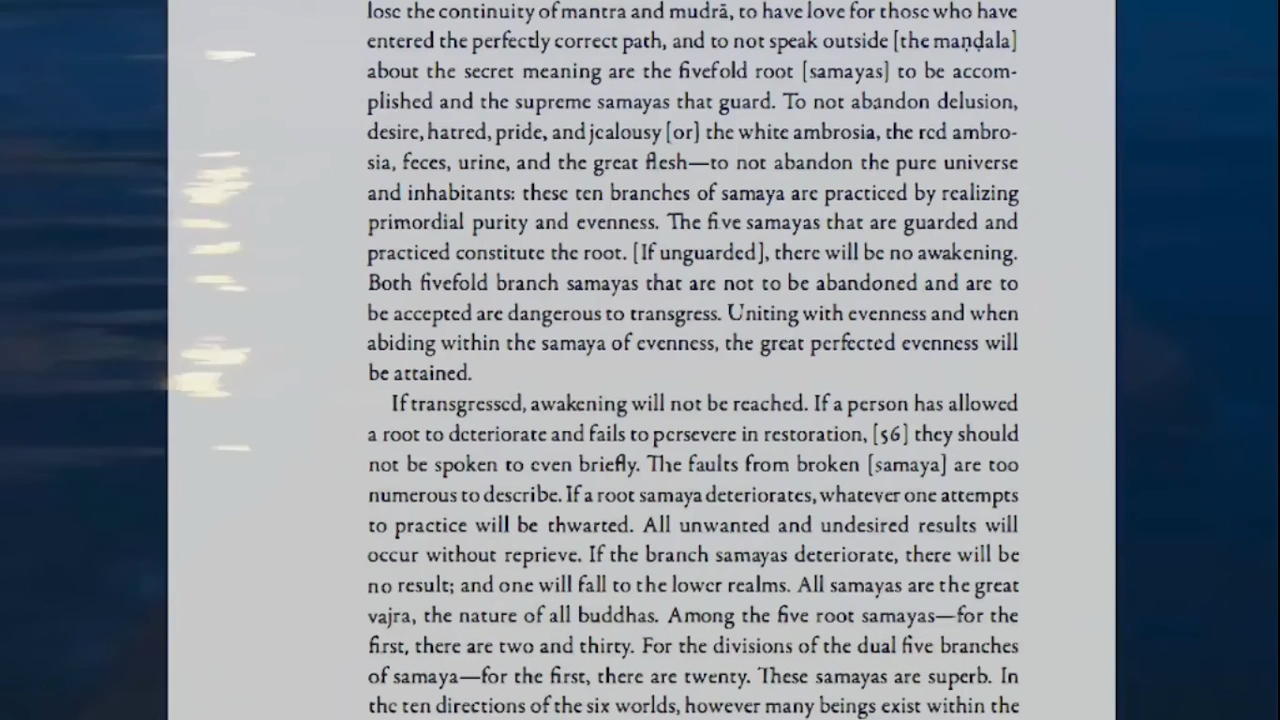 lose the continuity of mantra and mudrā, to have love for those who have
entered the perfectly correct path, and to not speak outside [the maṇḍala]
about the secret meaning are the fivefold root [samayas] to be accom-
plished and the supreme samayas that guard. To not abandon delusion,
desire, hatred, pride, and jealousy [or] the white ambrosia, the red ambro-
sia, feces, urine, and the great flesh—to not abandon the pure universe
and inhabitants: these ten branches of samaya are practiced by realizing
primordial purity and evenness. The five samayas that are guarded and
practiced constitute the root. [If unguarded], there will be no awakening.
Both fivefold branch samayas that are not to be abandoned and are to
be accepted are dangerous to transgress. Uniting with evenness and when
abiding within the samaya of evenness, the great perfected evenness will
be attained.
If transgressed, awakening will not be reached. If a person has allowed
a root to deteriorate and fails to persevere in restoration, [56] they should
not be spoken to even briefly. The faults from broken [samaya] are too
numerous to describe. If a root samaya deteriorates, whatever one attempts
to practice will be thwarted. All unwanted and undesired results will
occur without reprieve. If the branch samayas deteriorate, there will be
no result; and one will fall to the lower realms. All samayas are the great
vajra, the nature of all buddhas. Among the five root samayas—for the
first, there are two and thirty. For the divisions of the dual five branches
of samaya—for the first, there are twenty. These samayas are superb. In
the ten directions of the six worlds, however many beings exist within the